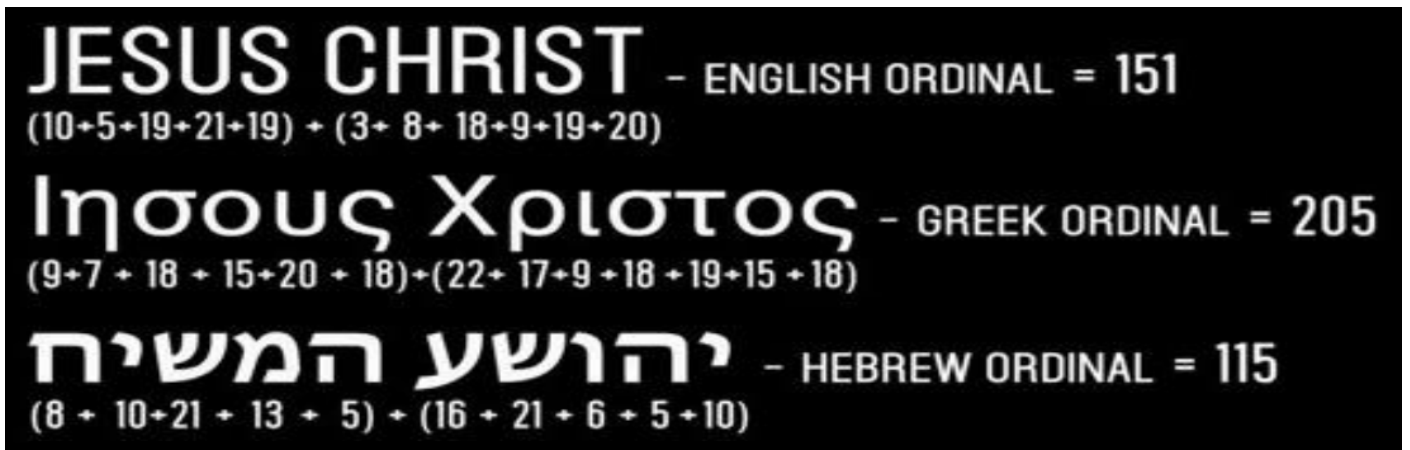 JESUS CHRIST - ENGLISH ORDINAL = 151
(10+5+19+21+19) + (3+ 8+ 18+9+19+20)
Ιησους Χριστος - GREEK ORDINAL = 205
(9+7 + 18 + 15+20 + 18)+(22+ 17+9 +18 +19+15 +18)
יהושע המשיח - HEBREW ORDINAL = 115
(8 + 10+21 + 13 + 5) + (16 + 21 + 6 + 5 +10)